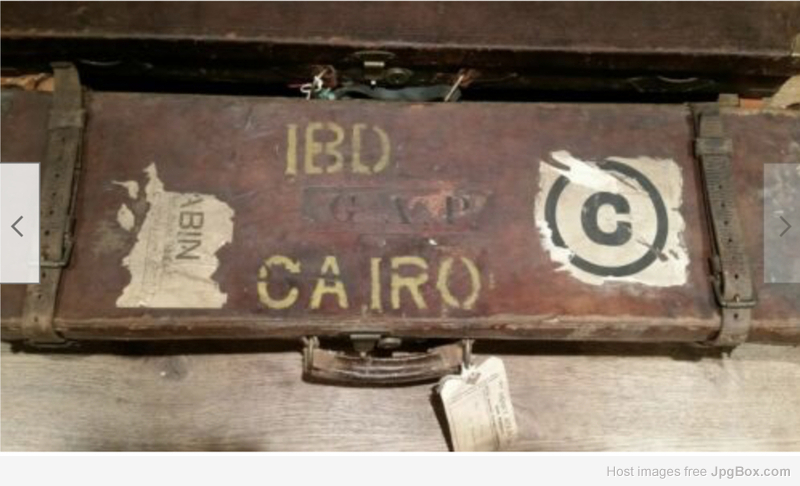 IBD
G.A.P
ABIN
C
CAIRO
Host images free JpgBox.com